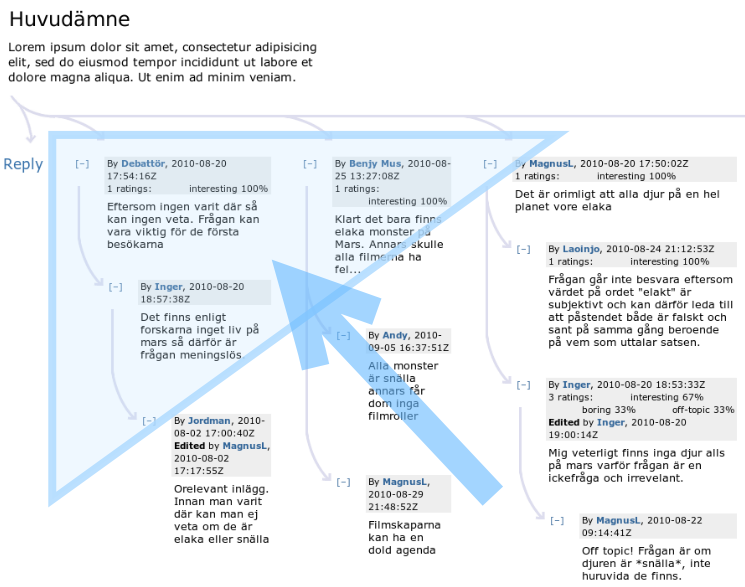 Huvudämne
Lorem ipsum dolor sit amet, consectetur adipisicing
elit, sed do eiusmod tempor incididunt ut labore et
dolore magna aliqua. Ut enim ad minim veniam.
Reply
[-]
By Debattör, 2010-08-20
17:54:16Z
1 ratings: interesting 100%
Eftersom ingen varit där så
kan ingen veta. Frågan kan
vara viktig för de första
besökarna
[-]
By Inger, 2010-08-20
18:57:38Z
Det finns enligt
forskarna inget liv på
mars så därför är
frågan meningslös
[-]
By Jordman, 2010-
08-02 17:00:40Z
Edited by MagnusL,
2010-08-02
17:17:55Z
Orelevant inlägg.
Innan man varit
där kan man ej
veta om de är
elaka eller snälla
[-]
By Benjy Mus, 2010-08-
25 13:27:08Z
1 ratings:
interesting 100%
Klart det bara finns
elaka monster på
Mars. Annars skulle
alla filmerna ha
fel...
[-]
By Andy, 2010-
09-05 16:37:51Z
Alla monster
är snälla
annars får
dom inga
filmroller
[-]
By MagnusL,
2010-08-29
21:48:52Z
Filmskaparna
kan ha en
dold agenda
[-]
By MagnusL, 2010-08-20 17:50:02Z
1 ratings: interesting 100%
Det är orimligt att alla djur på en hel
planet vore elaka
[-]
By Laoinjo, 2010-08-24 21:12:53Z
1 ratings: interesting 100%
Frågan går inte besvara eftersom
värdet på ordet "elakt" är
subjektivt och kan därför leda till
att påstendet både är falskt och
sant på samma gång beroende
på vem som uttalar satsen.
[-]
By Inger, 2010-08-20 18:53:33Z
3 ratings: interesting 67%
boring 33% off-topic 33%
Edited by Inger, 2010-08-20
19:00:14Z
Mig veterligt finns inga djur alls
på mars varför frågan är en
ickefråga och irrevelant.
[-]
By MagnusL, 2010-08-22
09:14:41Z
Off topic! Frågan är om
djuren är *snälla*, inte
huruvida de finns.